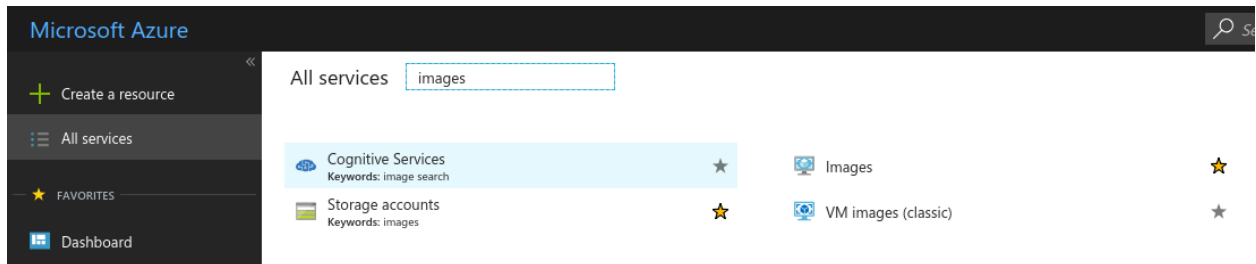 Microsoft Azure
Create a resource
All services
FAVORITES
Dashboard
All services
images
Cognitive Services
Keywords: image search
Storage accounts
Keywords: images
Images
VM images (classic)